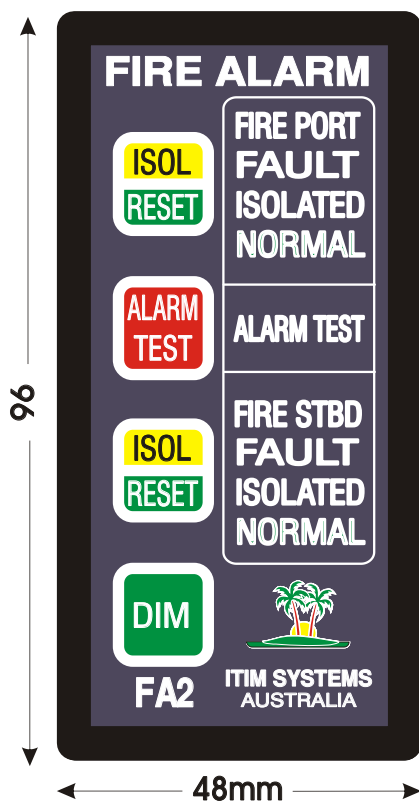 FIRE ALARM
ISOL
RESET
FIRE PORT
FAULT
ISOLATED
NORMAL
ALARM
TEST
ALARM TEST
ISOL
RESET
FIRE STBD
FAULT
ISOLATED
NORMAL
DIM
FA2
ITIM SYSTEMS
AUSTRALIA
96
48mm